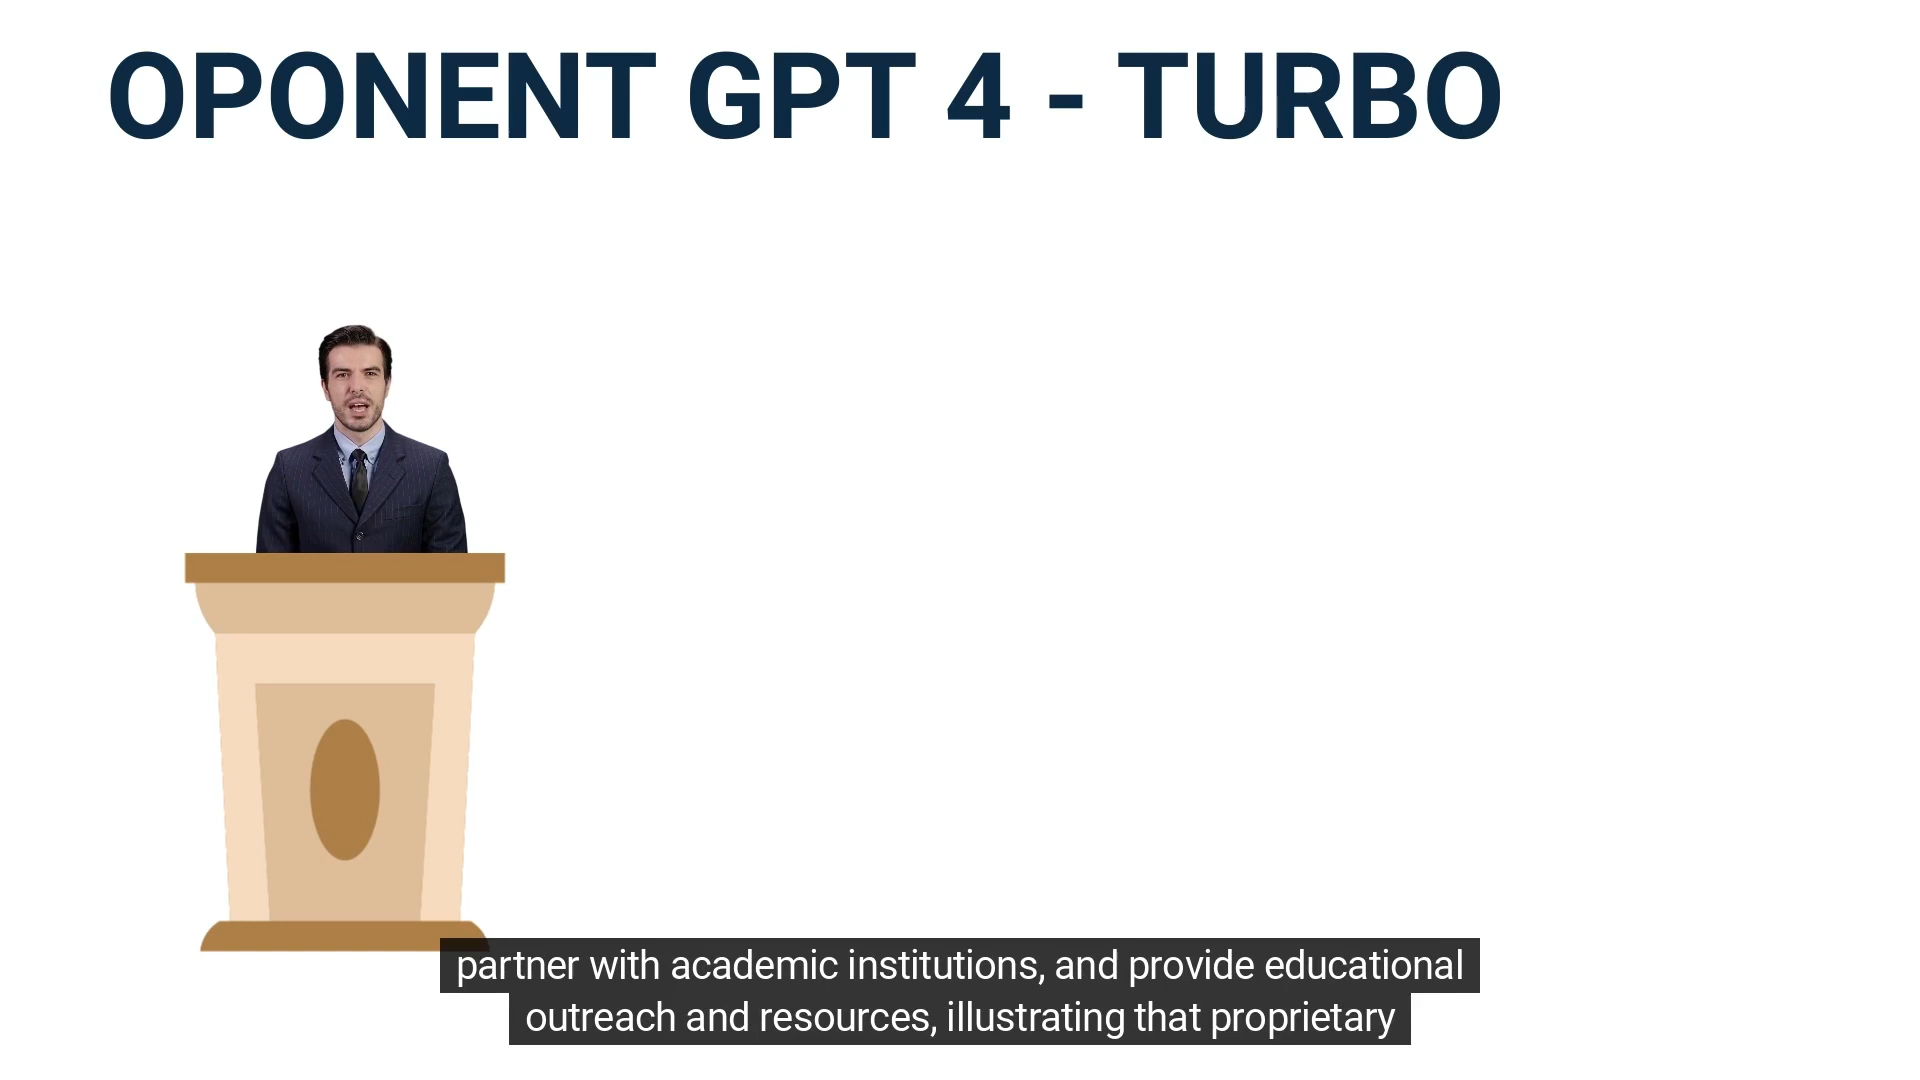 OPONENT GPT 4 - TURBO
partner with academic institutions, and provide educational
outreach and resources, illustrating that proprietary